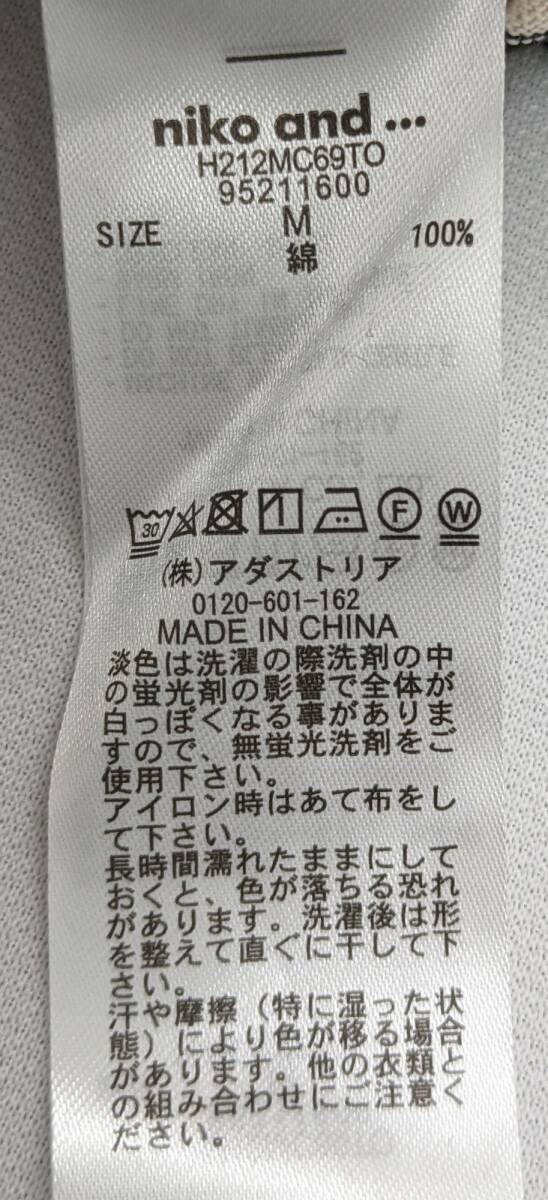 niko and ...
H212MC69TO
95211600
SIZE M
綿 100%
30 F W
(株)アダストリア
0120-601-162
MADE IN CHINA
淡色は洗濯の際洗剤の中
の蛍光剤の影響で全体が
白っぽくなる事がありま
すので、無蛍光洗剤をご
使用下さい。
アイロン時はあて布をし
て下さい。
長時間濡れたままにして
おくと、色が落ちる恐れ
があります。洗濯後は形
を整えて直ぐに干して下
さい。
汗や摩擦（特に湿った状
態）により色が移る場合
があります。他の衣類と
の組み合わせにご注意く
ださい。